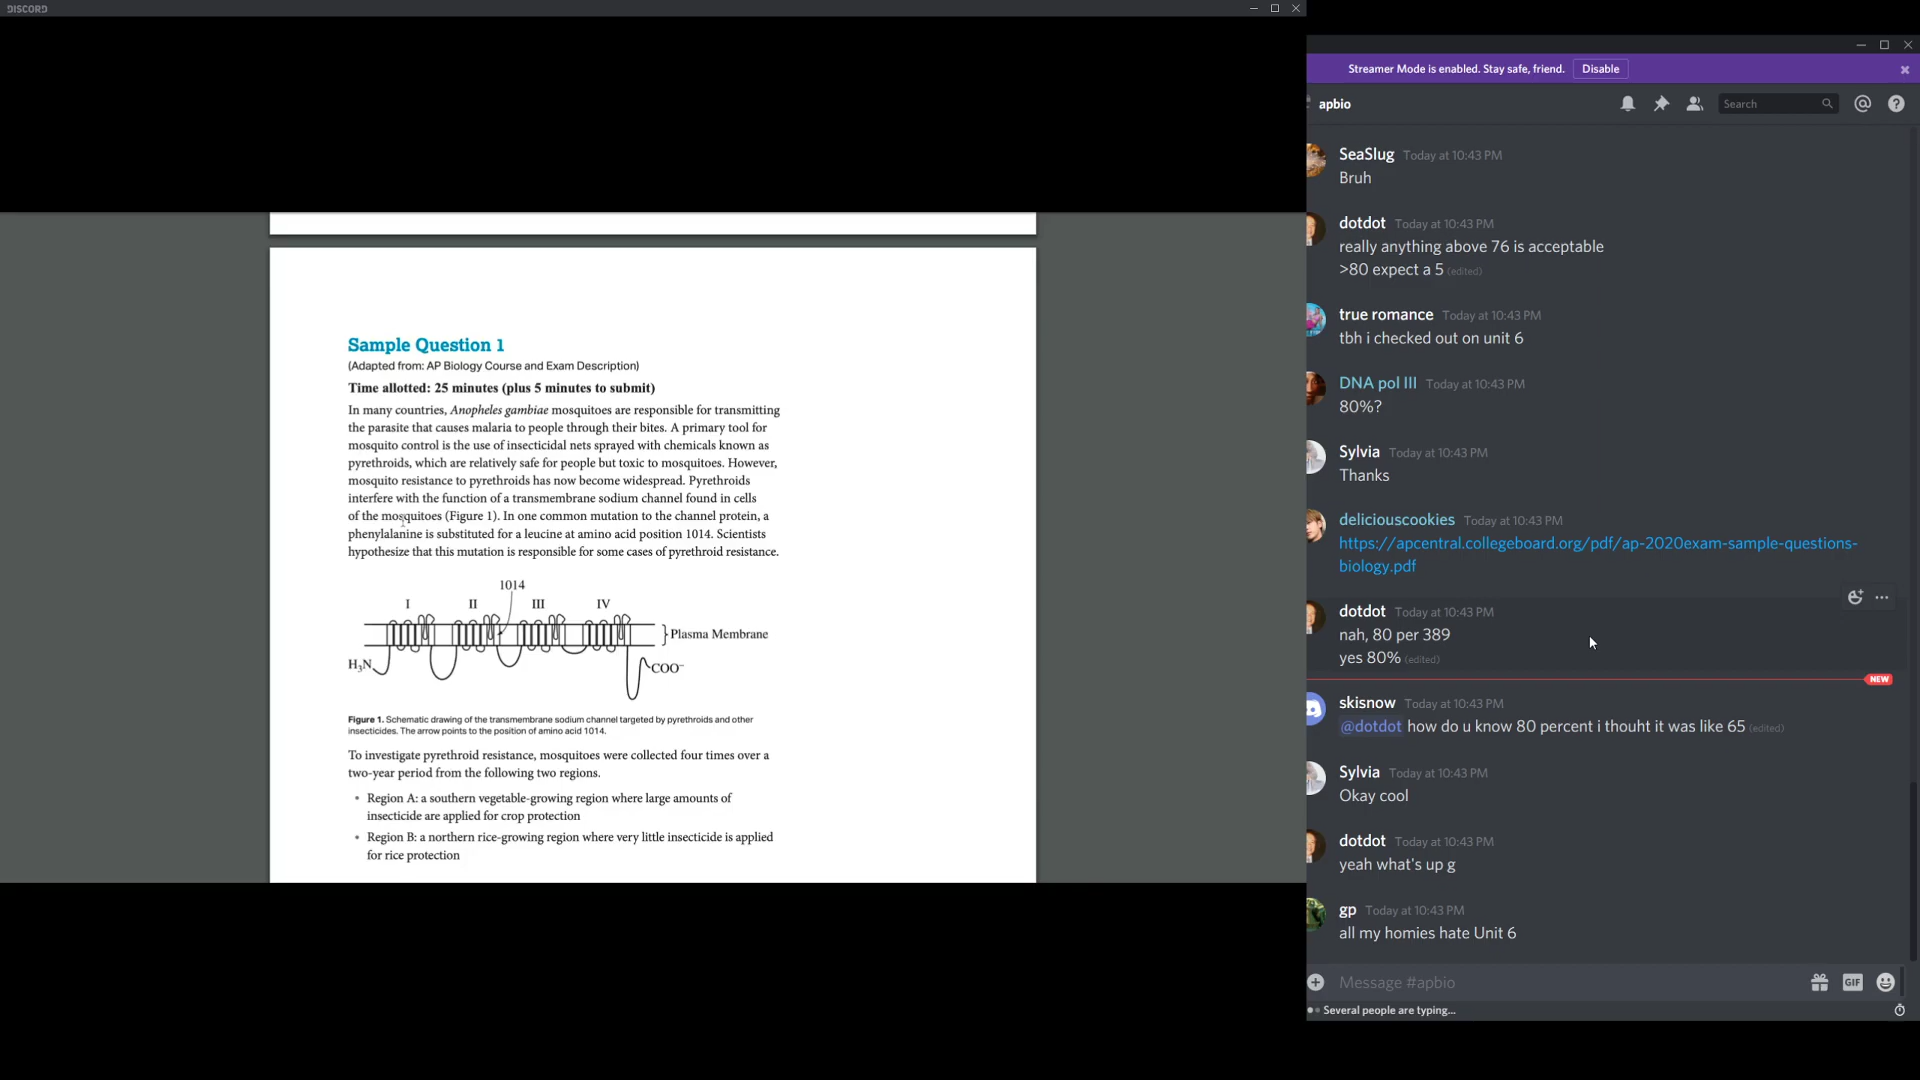 DISCORD
Sample Question 1
(Adapted from: AP Biology Course and Exam Description)
Time allotted: 25 minutes (plus 5 minutes to submit)
In many countries, Anopheles gambiae mosquitoes are responsible for transmitting
the parasite that causes malaria to people through their bites. A primary tool for
mosquito control is the use of insecticidal nets sprayed with chemicals known as
pyrethroids, which are relatively safe for people but toxic to mosquitoes. However,
mosquito resistance to pyrethroids has now become widespread. Pyrethroids
interfere with the function of a transmembrane sodium channel found in cells
of the mosquitoes (Figure 1). In one common mutation to the channel protein, a
phenylalanine is substituted for a leucine at amino acid position 1014. Scientists
hypothesize that this mutation is responsible for some cases of pyrethroid resistance.
1014
I II III IV
Plasma Membrane
H₃N
COO⁻
Figure 1. Schematic drawing of the transmembrane sodium channel targeted by pyrethroids and other
insecticides. The arrow points to the position of amino acid 1014.
To investigate pyrethroid resistance, mosquitoes were collected four times over a
two-year period from the following two regions.
• Region A: a southern vegetable-growing region where large amounts of
insecticide are applied for crop protection
• Region B: a northern rice-growing region where very little insecticide is applied
for rice protection
Streamer Mode is enabled. Stay safe, friend. Disable
apbio
Search
SeaSlug Today at 10:43 PM
Bruh
dotdot Today at 10:43 PM
really anything above 76 is acceptable
>80 expect a 5 (edited)
true romance Today at 10:43 PM
tbh i checked out on unit 6
DNA pol III Today at 10:43 PM
80%?
Sylvia Today at 10:43 PM
Thanks
deliciouscookies Today at 10:43 PM
https://apcentral.collegeboard.org/pdf/ap-2020exam-sample-questions-
biology.pdf
dotdot Today at 10:43 PM
nah, 80 per 389
yes 80% (edited)
NEW
skisnow Today at 10:43 PM
@dotdot how do u know 80 percent i thouht it was like 65 (edited)
Sylvia Today at 10:43 PM
Okay cool
dotdot Today at 10:43 PM
yeah what's up g
gp Today at 10:43 PM
all my homies hate Unit 6
Message #apbio
GIF
Several people are typing...